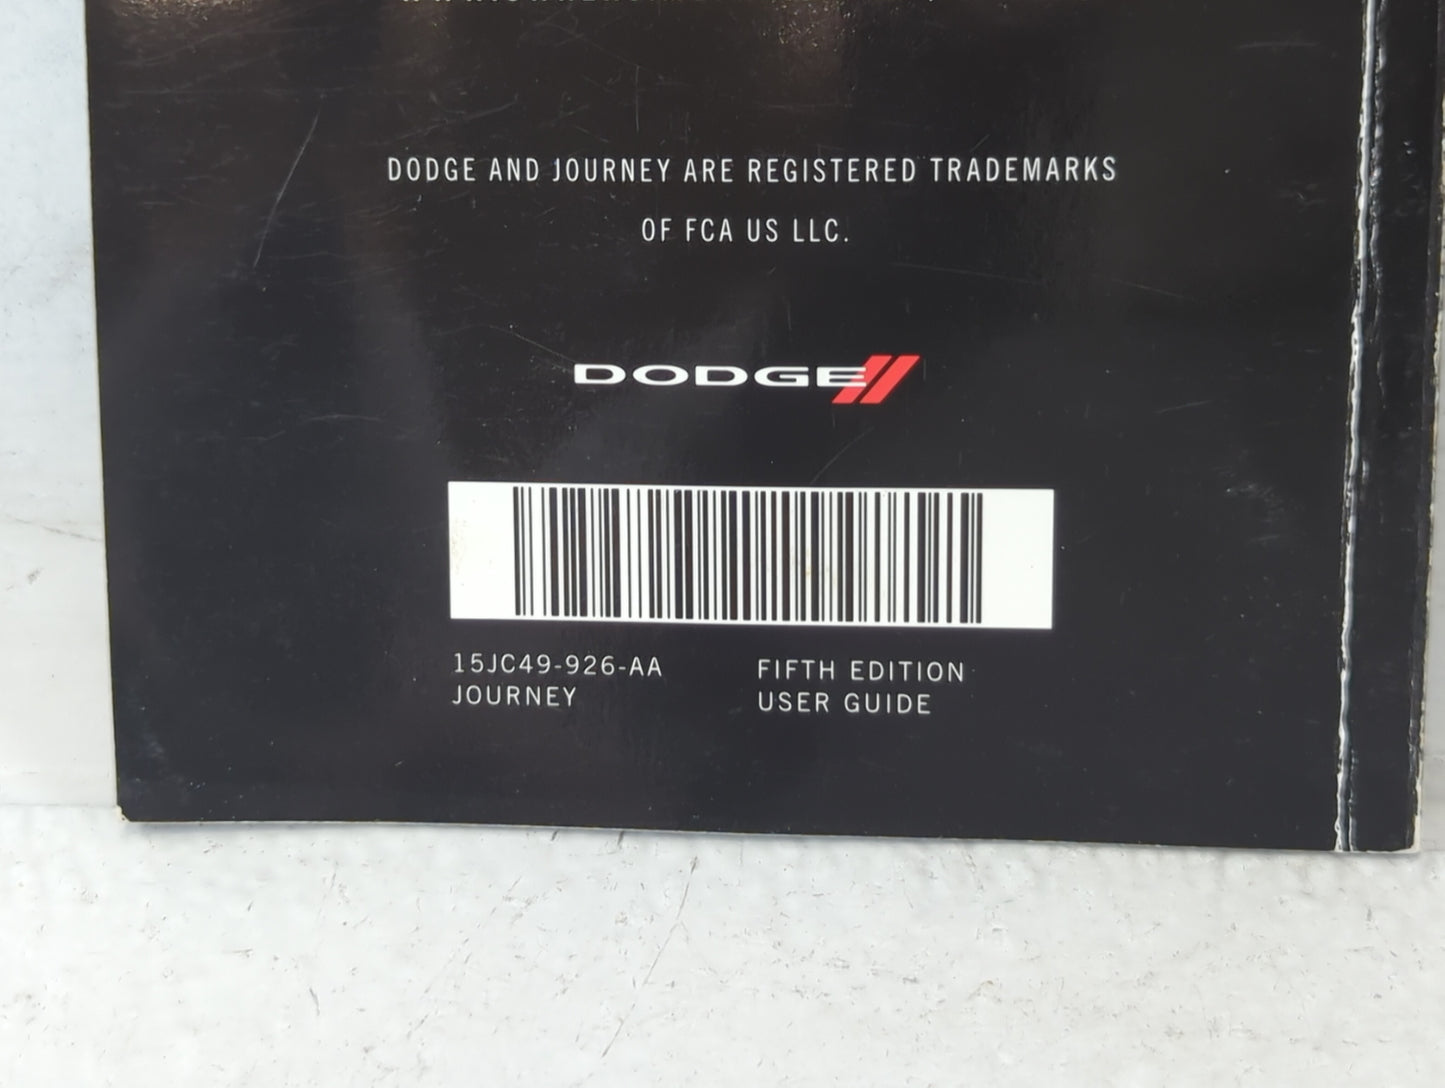 DODGE AND JOURNEY ARE REGISTERED TRADEMARKS
OF FCA US LLC.
DODGE
15JC49-926-AA
JOURNEY
FIFTH EDITION
USER GUIDE